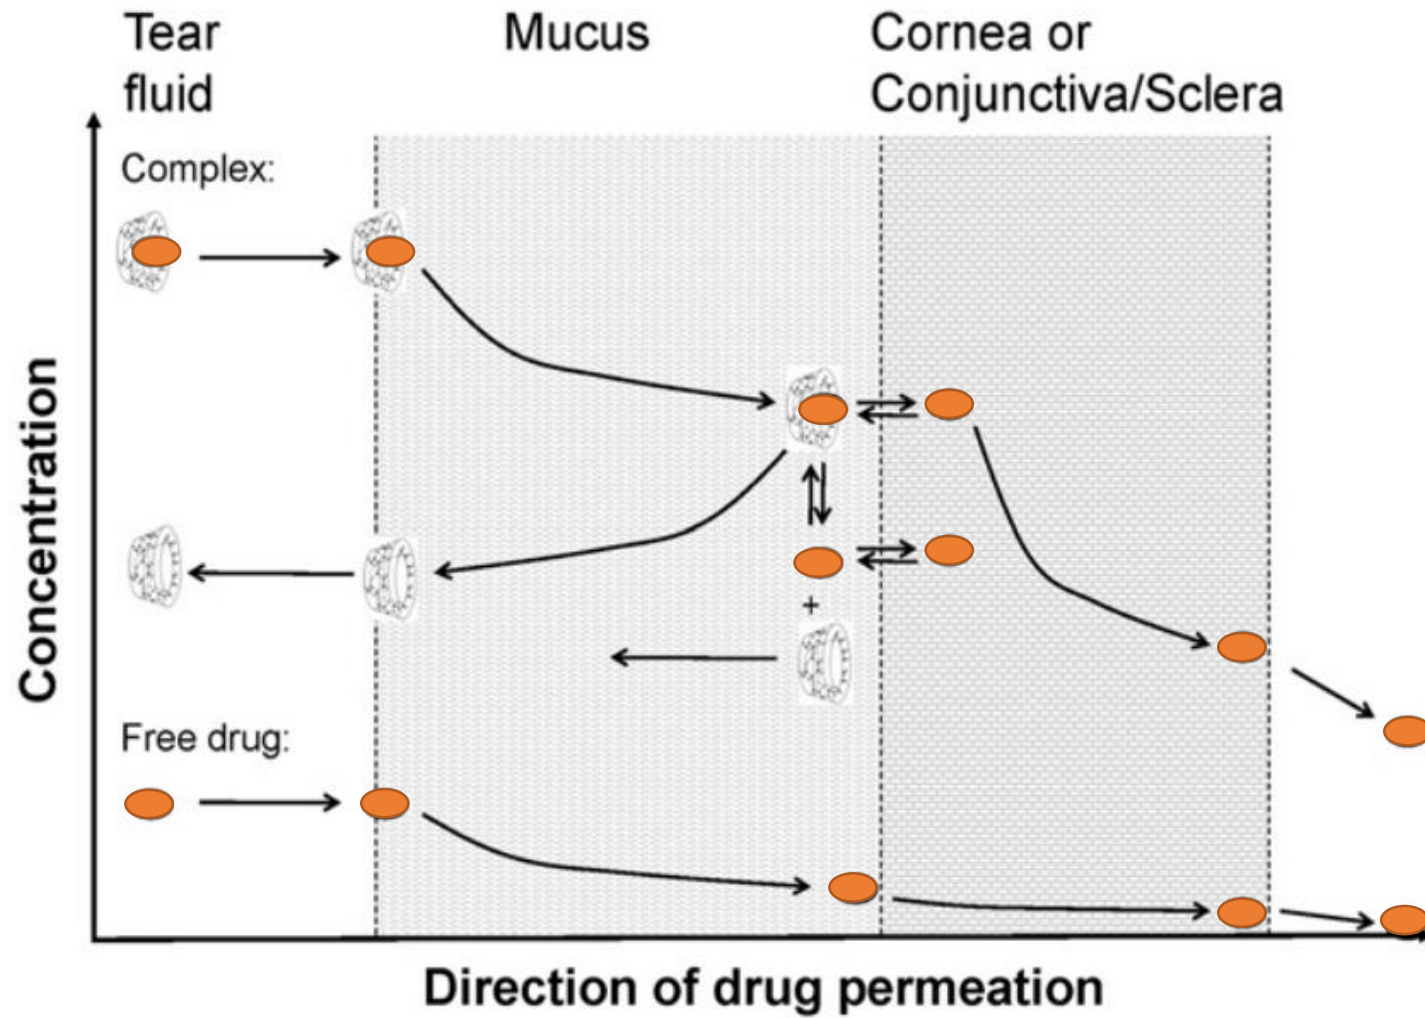 Tear
fluid
Mucus
Cornea or
Conjunctiva/Sclera
Complex:
Concentration
+
Free drug:
Direction of drug permeation